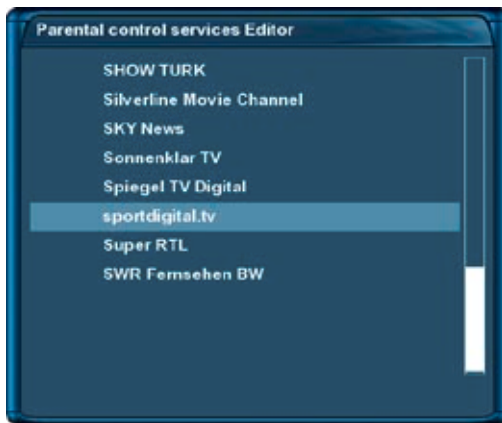 Parental control services Editor
SHOW TURK
Silverline Movie Channel
SKY News
Sonnenklar TV
Spiegel TV Digital
sportdigital.tv
Super RTL
SWR Fernsehen BW